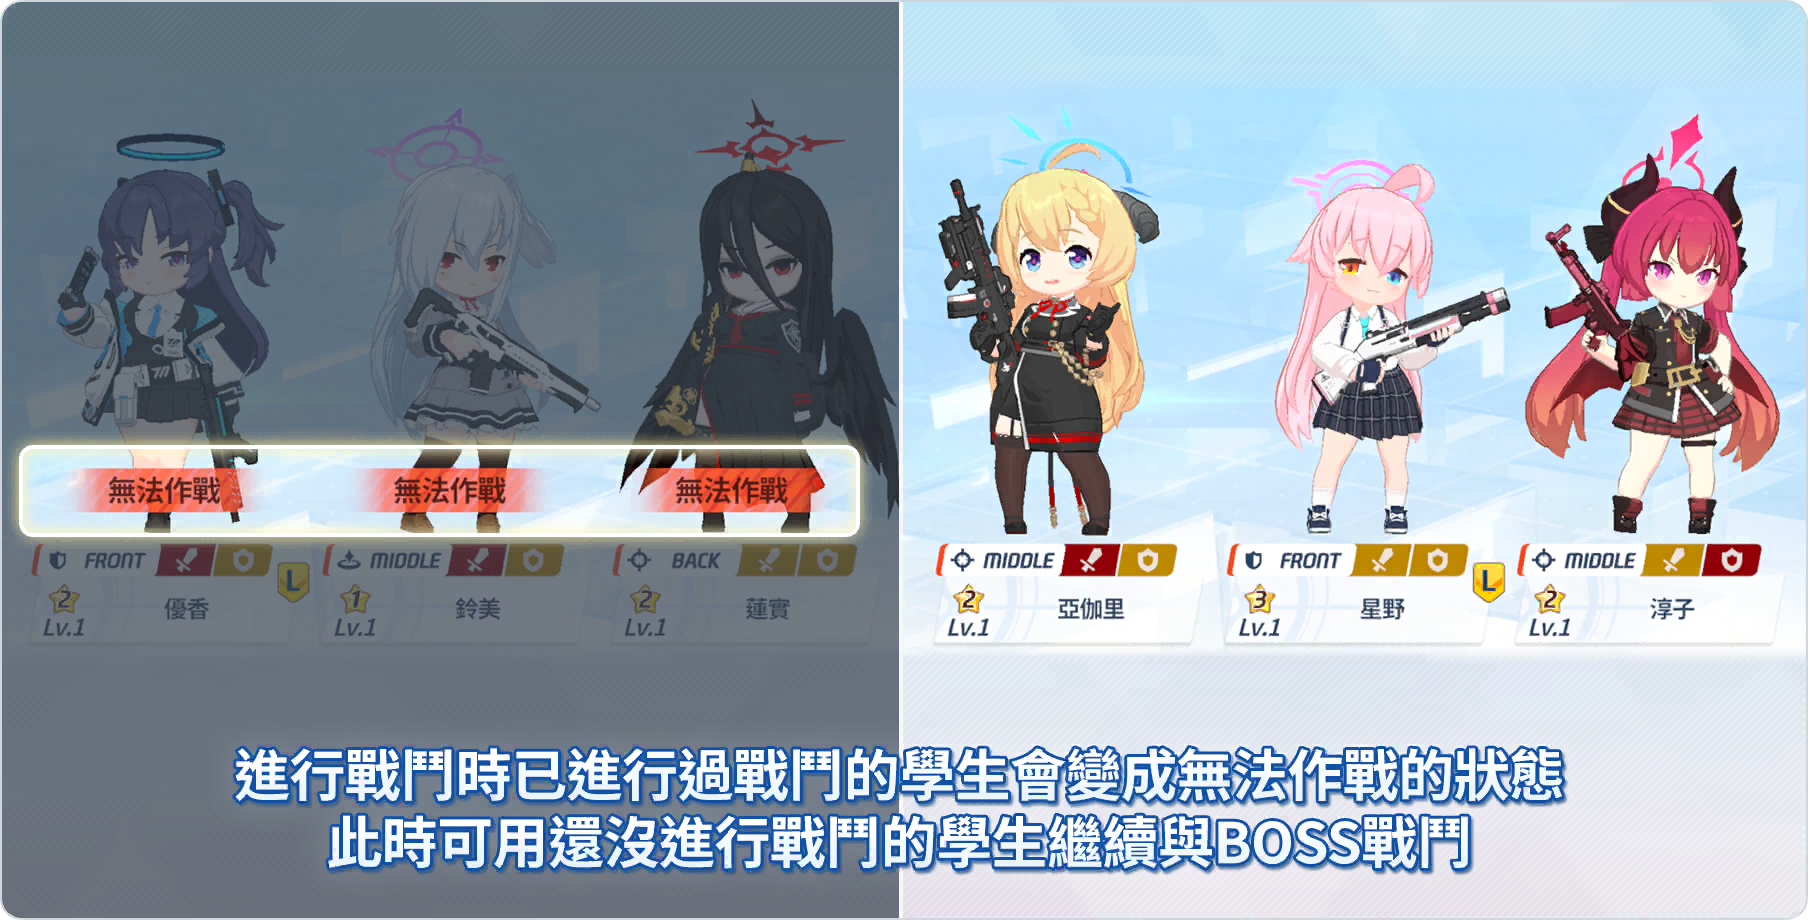 無法作戰 無法作戰 無法作戰
FRONT MIDDLE BACK MIDDLE FRONT MIDDLE
L L
2 優香 1 鈴美 2 蓮實 2 亞伽里 3 星野 2 淳子
Lv.1 Lv.1 Lv.1 Lv.1 Lv.1 Lv.1
進行戰鬥時已進行過戰鬥的學生會變成無法作戰的狀態
此時可用還沒進行戰鬥的學生繼續與BOSS戰鬥